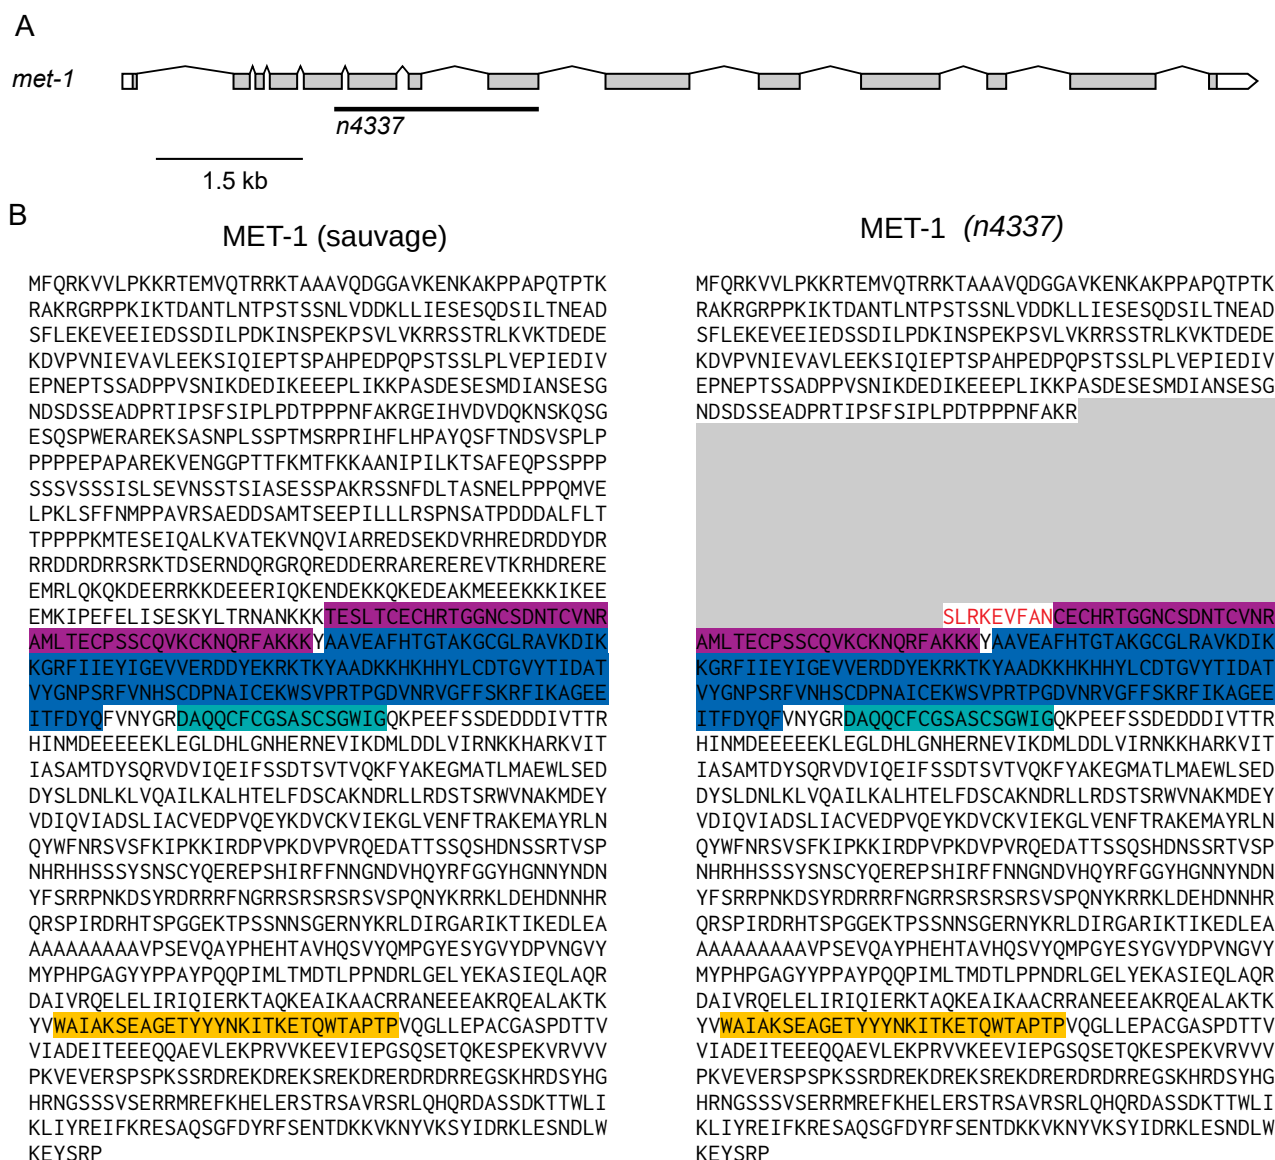 A
met-1
n4337
1.5 kb
B
MET-1 (sauvage)
MFQRKVVLPKKRTEMVQTRRKTAAAVQDGGAVKENKAKPPAPQTPTK
RAKRGRPPKIKTDANTLNTPSTSSNLVDDKLLIESESQDSILTNEAD
SFLEKEVEEIEDSSDILPDKINSPEKPSVLVKRRSSTRLKVKTDEDE
KDVPVNIEVAVLEEKSIQIEPTSPAHPEDPQPSTSSLPLVEPIEDIV
EPNEPTSSADPPVSNIKDEDIKEEEPLIKKPASDESESMDIANSESG
NDSDSSEADPRTIPSFSIPLPDTPPPNFAKRGEIHVDVDQKNSKQSG
ESQSPWERAREKSASNPLSSPTMSRPRIHFLHPAYQSFTNDSVSPLP
PPPPEPAPAREKVENGGPTTFKMTFKKAANIPILKTSAFEQPSSPPP
SSSVSSSISLSEVNSSTSIASESSPAKRSSNFDLTASNELPPPQMVE
LPKLSFFNMPPAVRSAEDDSAMTSEEPILLLRSPNSATPDDDALFLT
TPPPPKMTESEIQALKVATEKVNQVIARREDSEKDVRHREDRDDYDR
RRDDRDRRSRKTDSERNDQRGRQREDDERRAREREREVTKRHDRERE
EMRLQKQKDEERRKKDEEERIQKENDEKKQKEDEAKMEEEKKKIKEE
EMKIPEFELISESKYLTRNANKKKTESLTCECHRTGGNCSDNTCVNR
AMLTECPSSCQVKCKNQRFAKKKYAAVEAFHTGTAKGCGLRAVKDIK
KGRFIIEYIGEVVERDDYEKRKTKYAADKKHKHHYLCDTGVYTIDAT
VYGNPSRFVNHSCDPNAICEKWSVPRTPGDVNRVGFFSKRFIKAGEE
ITFDYQFVNYGRDAQQCFCGSASCSGWIGQKPEEFSSDEDDDIVTTR
HINMDEEEEEKLEGLDHLGNHERNEVIKDMLDDLVIRNKKHARKVIT
IASAMTDYSQRVDVIQEIFSSDTSVTVQKFYAKEGMATLMAEWLSED
DYSLDNLKLVQAILKALHTELFDSCAKNDRLLRDSTSRWVNAKMDEY
VDIQVIADSLIACVEDPVQEYKDVCKVIEKGLVENFTRAKEMAYRLN
QYWFNRSVSFKIPKKIRDPVPKDVPVRQEDATTSSQSHDNSSRTVSP
NHRHHSSSYSNSCYQEREPSHIRFFNNGNDVHQYRFGGYHGNNYNDN
YFSRRPNKDSYRDRRRFNGRRSRSRSRSVSPQNYKRRKLDEHDNNHR
QRSPIRDRHTSPGGEKTPSSNNSGERNYKRLDIRGARIKTIKEDLEA
AAAAAAAAAVPSEVQAYPHEHTAVHQSVYQMPGYESYGVYDPVNGVY
MYPHPGAGYYPPAYPQQPIMLTMDTLPPNDRLGELYEKASIEQLAQR
DAIVRQELELIRIQIERKTAQKEAIKAACRRANEEEAKRQEALAKTK
YVWAIAKSEAGETYYYNKITKETQWTAPTPVQGLLEPACGASPDTTV
VIADEITEEEQQAEVLEKPRVVKEEVIEPGSQSETQKESPEKVRVVV
PKVEVERSPSPKSSRDREKDREKSREKDRERDRDRREGSKHRDSYHG
HRNGSSSVSERRMREFKHELERSTRSAVRSRLQHQRDASSDKTTWLI
KLIYREIFKRESAQSGFDYRFSENTDKKVKNYVKSYIDRKLESNDLW
KEYSRP
MET-1 (n4337)
MFQRKVVLPKKRTEMVQTRRKTAAAVQDGGAVKENKAKPPAPQTPTK
RAKRGRPPKIKTDANTLNTPSTSSNLVDDKLLIESESQDSILTNEAD
SFLEKEVEEIEDSSDILPDKINSPEKPSVLVKRRSSTRLKVKTDEDE
KDVPVNIEVAVLEEKSIQIEPTSPAHPEDPQPSTSSLPLVEPIEDIV
EPNEPTSSADPPVSNIKDEDIKEEEPLIKKPASDESESMDIANSESG
NDSDSSEADPRTIPSFSIPLPDTPPPNFAKR
SLRKEVFANCECHRTGGNCSDNTCVNR
AMLTECPSSCQVKCKNQRFAKKKYAAVEAFHTGTAKGCGLRAVKDIK
KGRFIIEYIGEVVERDDYEKRKTKYAADKKHKHHYLCDTGVYTIDAT
VYGNPSRFVNHSCDPNAICEKWSVPRTPGDVNRVGFFSKRFIKAGEE
ITFDYQFVNYGRDAQQCFCGSASCSGWIGQKPEEFSSDEDDDIVTTR
HINMDEEEEEKLEGLDHLGNHERNEVIKDMLDDLVIRNKKHARKVIT
IASAMTDYSQRVDVIQEIFSSDTSVTVQKFYAKEGMATLMAEWLSED
DYSLDNLKLVQAILKALHTELFDSCAKNDRLLRDSTSRWVNAKMDEY
VDIQVIADSLIACVEDPVQEYKDVCKVIEKGLVENFTRAKEMAYRLN
QYWFNRSVSFKIPKKIRDPVPKDVPVRQEDATTSSQSHDNSSRTVSP
NHRHHSSSYSNSCYQEREPSHIRFFNNGNDVHQYRFGGYHGNNYNDN
YFSRRPNKDSYRDRRRFNGRRSRSRSRSVSPQNYKRRKLDEHDNNHR
QRSPIRDRHTSPGGEKTPSSNNSGERNYKRLDIRGARIKTIKEDLEA
AAAAAAAAAVPSEVQAYPHEHTAVHQSVYQMPGYESYGVYDPVNGVY
MYPHPGAGYYPPAYPQQPIMLTMDTLPPNDRLGELYEKASIEQLAQR
DAIVRQELELIRIQIERKTAQKEAIKAACRRANEEEAKRQEALAKTK
YVWAIAKSEAGETYYYNKITKETQWTAPTPVQGLLEPACGASPDTTV
VIADEITEEEQQAEVLEKPRVVKEEVIEPGSQSETQKESPEKVRVVV
PKVEVERSPSPKSSRDREKDREKSREKDRERDRDRREGSKHRDSYHG
HRNGSSSVSERRMREFKHELERSTRSAVRSRLQHQRDASSDKTTWLI
KLIYREIFKRESAQSGFDYRFSENTDKKVKNYVKSYIDRKLESNDLW
KEYSRP